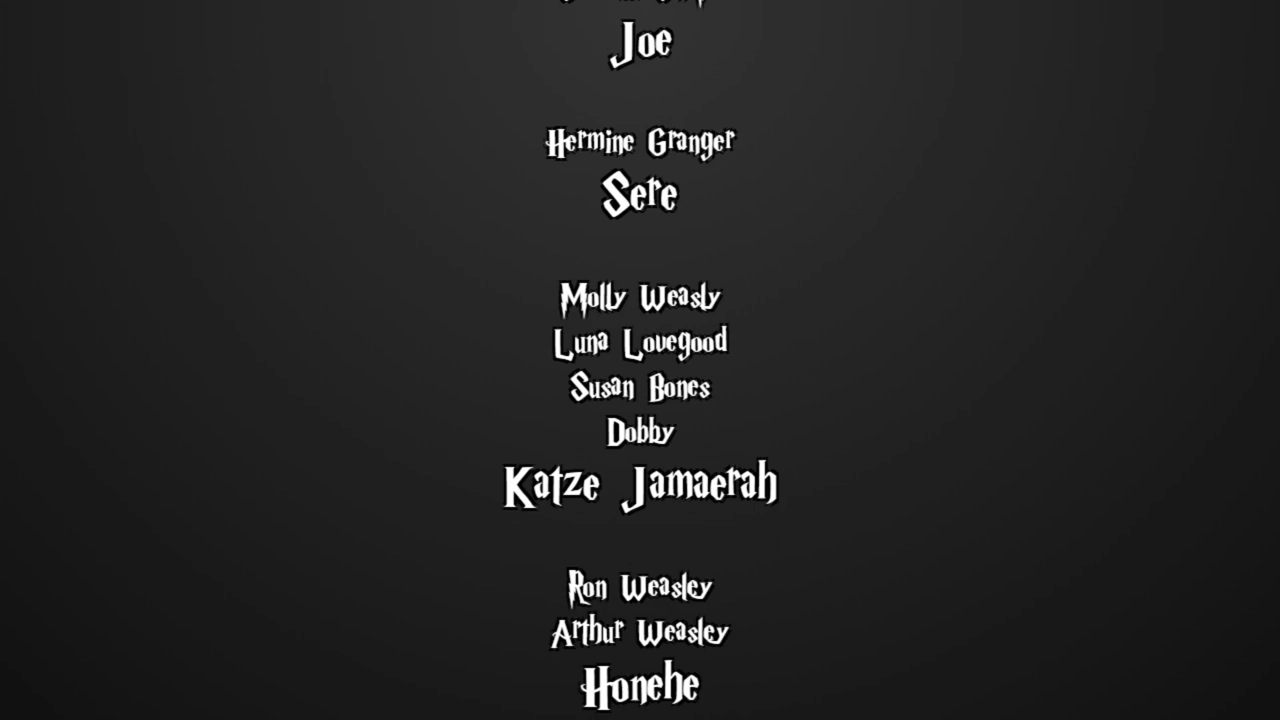 Joe
Hermine Granger
Sere
Molly Weasly
Luna Lovegood
Susan Bones
Dobby
Katze Jamaerah
Ron Weasley
Arthur Weasley
Honehe